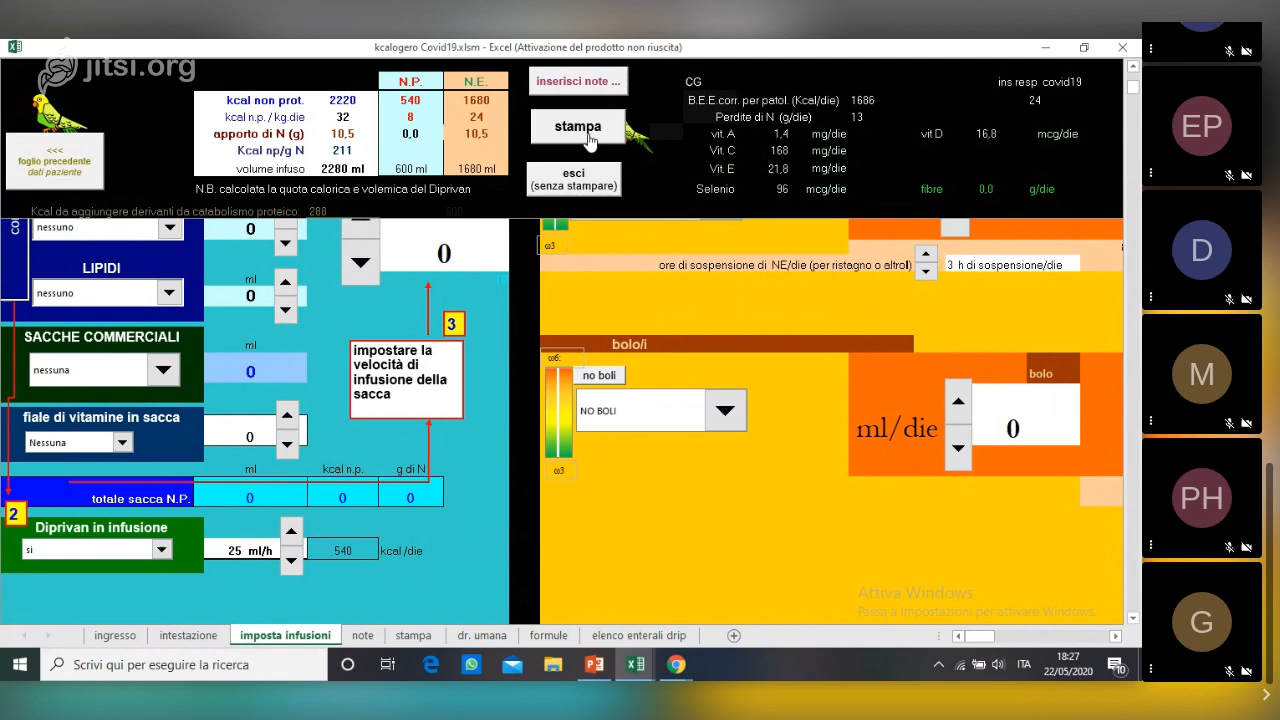 kcalogero Covid19.xlsm - Excel (Attivazione del prodotto non riuscita)
jitsi.org
<<<
foglio precedente
dati paziente
N.P. N.E.
kcal non prot. 2220 540 1680
kcal n.p. / kg.die 32 8 24
apporto di N (g) 10,5 0,0 10,5
Kcal np/g N 211
volume infuso 2280 ml 600 ml 1680 ml
N.B. calcolata la quota calorica e volemica del Diprivan
Kcal da aggiungere derivanti da catabolismo proteico: 288 600
inserisci note ...
stampa
esci
(senza stampare)
CG ins resp covid19
B.E.E.corr. per patol. (Kcal/die) 1686 24
Perdite di N (g/die) 13
vit. A 1,4 mg/die vit D 16,8 mcg/die
Vit. C 168 mg/die
Vit. E 21,8 mg/die
Selenio 96 mcg/die fibre 0,0 g/die
nessuno 0
LIPIDI ml
nessuno 0
0
SACCHE COMMERCIALI ml
nessuna 0
3
impostare la
velocità di
infusione della
sacca
fiale di vitamine in sacca
Nessuna 0
ml kcal n.p. g di N
totale sacca N.P. 0 0 0
2
Diprivan in infusione
si 25 ml/h 540 kcal /die
ω3
ore di sospensione di NE/die (per ristagno o altro!) 3 h di sospensione/die
bolo/i
ω6:
no boli
NO BOLI
ω3
bolo
ml/die 0
Attiva Windows
Passa a Impostazioni per attivare Windows.
ingresso intestazione imposta infusioni note stampa dr. umana formule elenco enterali drip
Scrivi qui per eseguire la ricerca
ITA
18:27
22/05/2020
10
EP
D
M
PH
G